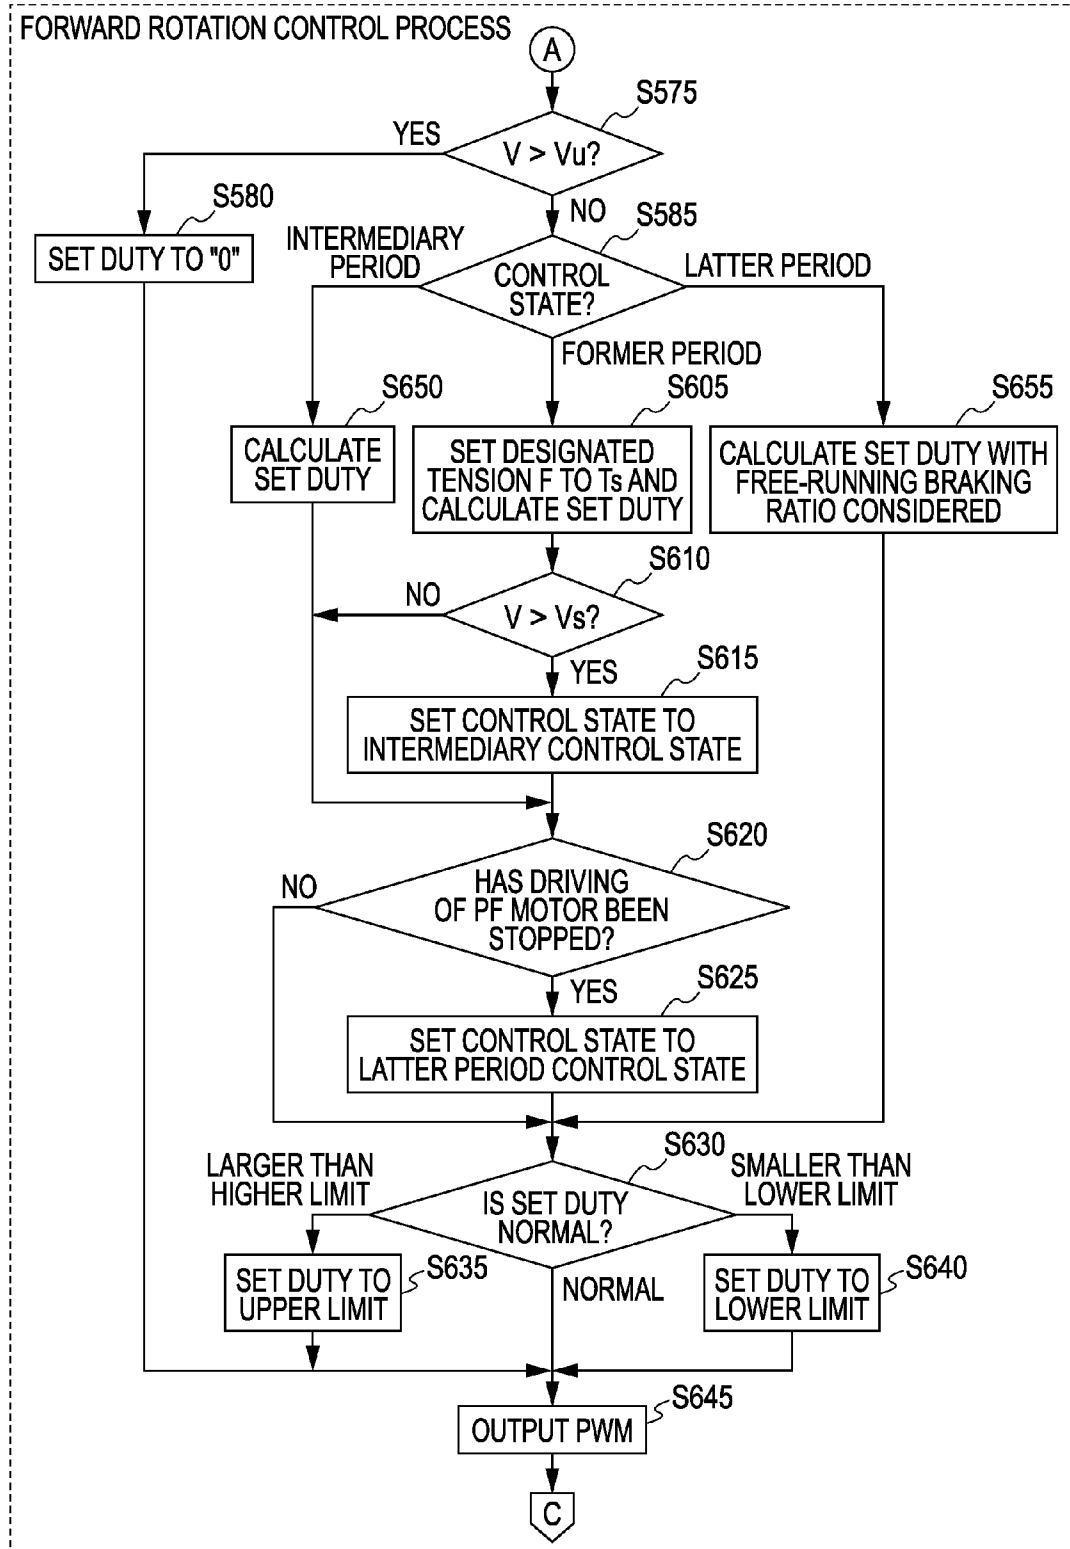 FORWARD ROTATION CONTROL PROCESS
A
S575
YES
V > Vu?
S580
NO
S585
SET DUTY TO "0"
INTERMEDIARY
PERIOD
CONTROL
STATE?
LATTER PERIOD
FORMER PERIOD
S650
S605
S655
CALCULATE
SET DUTY
SET DESIGNATED
TENSION F TO Ts AND
CALCULATE SET DUTY
CALCULATE SET DUTY WITH
FREE-RUNNING BRAKING
RATIO CONSIDERED
S610
NO
V > Vs?
YES
S615
SET CONTROL STATE TO
INTERMEDIARY CONTROL STATE
S620
NO
HAS DRIVING
OF PF MOTOR BEEN
STOPPED?
YES
S625
SET CONTROL STATE TO
LATTER PERIOD CONTROL STATE
S630
LARGER THAN
HIGHER LIMIT
IS SET DUTY
NORMAL?
SMALLER THAN
LOWER LIMIT
S635
SET DUTY TO
UPPER LIMIT
NORMAL
SET DUTY TO
LOWER LIMIT
S640
S645
OUTPUT PWM
C